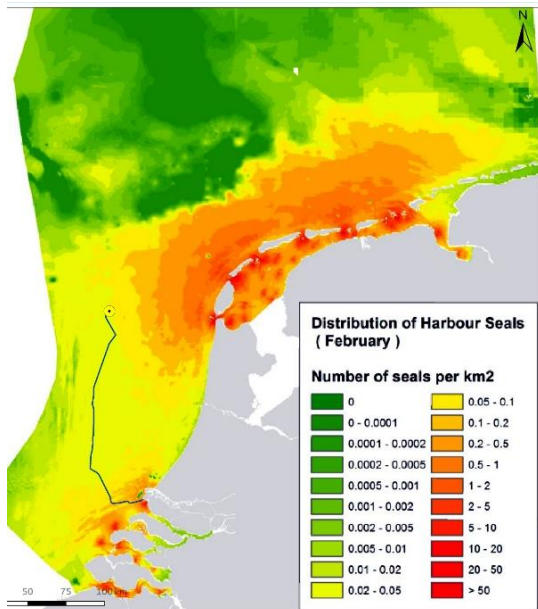 N
Distribution of Harbour Seals
( February )
Number of seals per km2
0
0 - 0.0001
0.0001 - 0.0002
0.0002 - 0.0005
0.0005 - 0.001
0.001 - 0.002
0.002 - 0.005
0.005 - 0.01
0.01 - 0.02
0.02 - 0.05
0.05 - 0.1
0.1 - 0.2
0.2 - 0.5
0.5 - 1
1 - 2
2 - 5
5 - 10
10 - 20
20 - 50
> 50
50 75 100 km